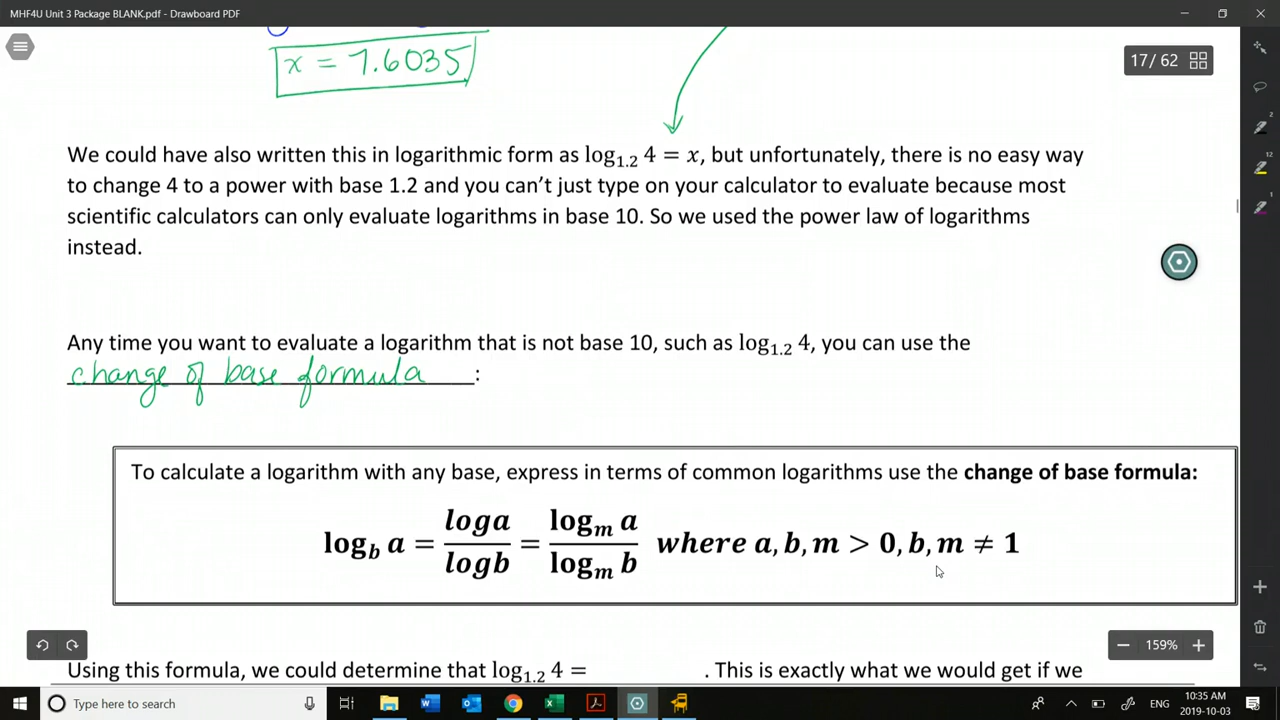 MHF4U Unit 3 Package BLANK.pdf - Drawboard PDF
x = 7.6035
17/ 62
We could have also written this in logarithmic form as log₁.₂ 4 = x, but unfortunately, there is no easy way
to change 4 to a power with base 1.2 and you can't just type on your calculator to evaluate because most
scientific calculators can only evaluate logarithms in base 10. So we used the power law of logarithms
instead.
Any time you want to evaluate a logarithm that is not base 10, such as log₁.₂ 4, you can use the
change of base formula :
To calculate a logarithm with any base, express in terms of common logarithms use the change of base formula:
log_b a = loga/logb = log_m a/log_m b where a, b, m > 0, b, m ≠ 1
159%
Using this formula, we could determine that log₁.₂ 4 = . This is exactly what we would get if we
Type here to search
ENG
10:35 AM
2019-10-03